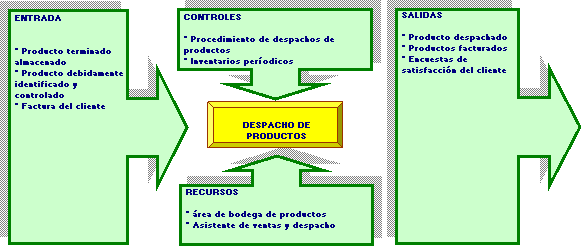 ENTRADA
* Producto terminado
almacenado
* Producto debidamente
identificado y
controlado
* Factura del cliente
CONTROLES
* Procedimiento de despachos de
productos
* Inventarios períodicos
DESPACHO DE
PRODUCTOS
RECURSOS
* área de bodega de productos
* Asistente de ventas y despacho
SALIDAS
* Producto despachado
* Productos facturados
* Encuestas de
satisfacción del cliente